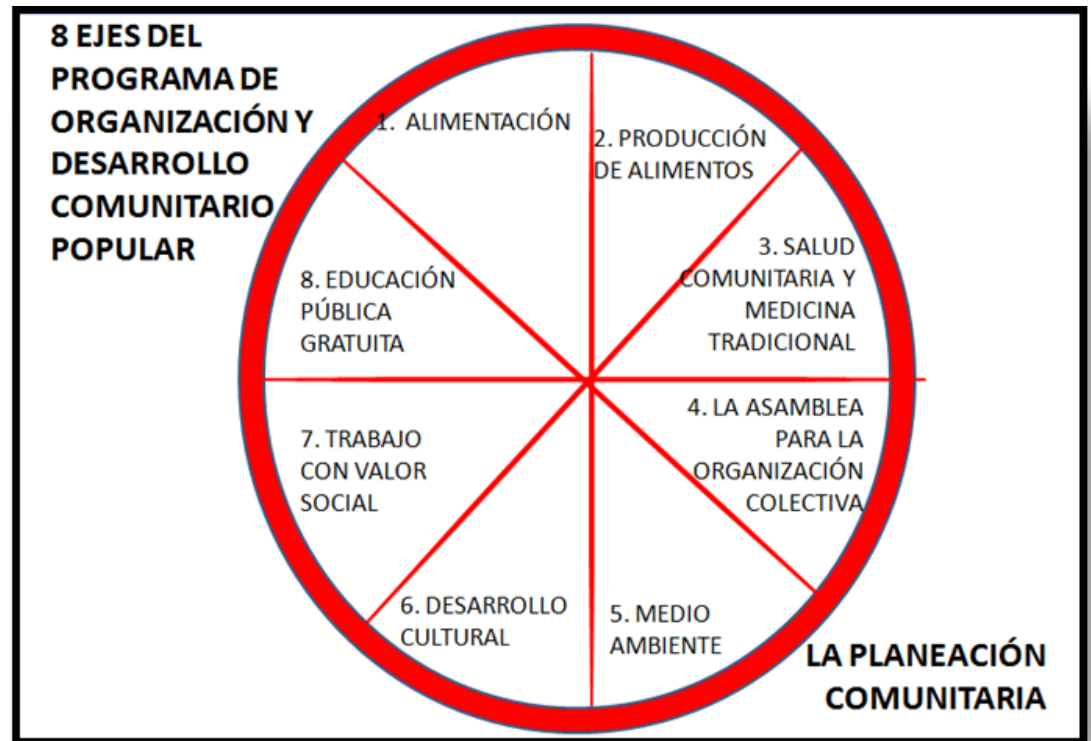 8 EJES DEL
PROGRAMA DE
ORGANIZACIÓN Y
DESARROLLO
COMUNITARIO
POPULAR
1. ALIMENTACIÓN
2. PRODUCCIÓN
DE ALIMENTOS
3. SALUD
COMUNITARIA Y
MEDICINA
TRADICIONAL
4. LA ASAMBLEA
PARA LA
ORGANIZACIÓN
COLECTIVA
5. MEDIO
AMBIENTE
6. DESARROLLO
CULTURAL
7. TRABAJO
CON VALOR
SOCIAL
8. EDUCACIÓN
PÚBLICA
GRATUITA
LA PLANEACIÓN
COMUNITARIA